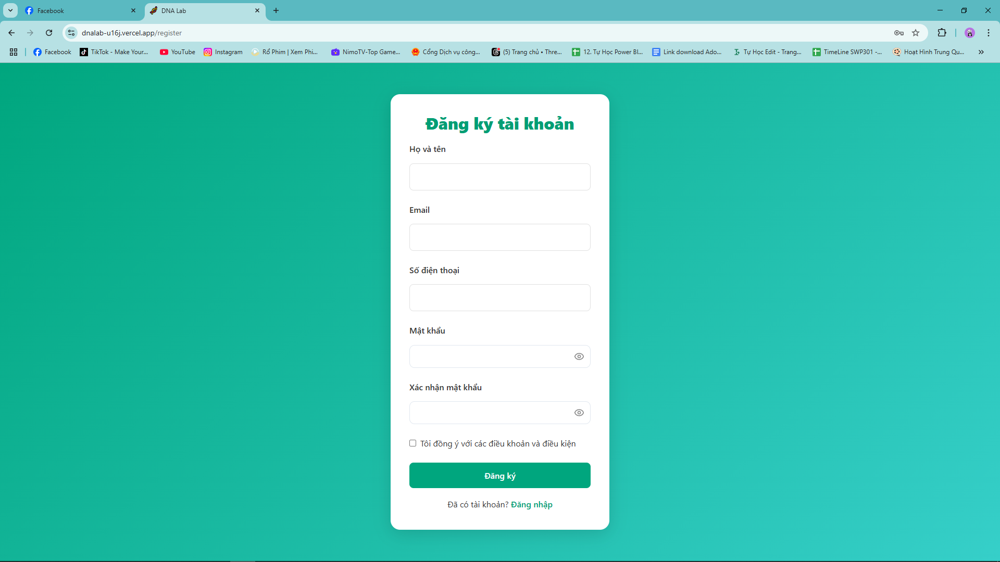 Facebook
DNA Lab
dnalab-u16j.vercel.app/register
Facebook
TikTok - Make Your...
YouTube
Instagram
Rổ Phim | Xem Phi...
NimoTV-Top Game...
Cổng Dịch vụ công...
(5) Trang chủ • Thre...
12. Tự Học Power BI...
Link download Ado...
Tự Học Edit - Trang...
TimeLine SWP301 -...
Hoạt Hình Trung Qu...
Đăng ký tài khoản
Họ và tên
Email
Số điện thoại
Mật khẩu
Xác nhận mật khẩu
Tôi đồng ý với các điều khoản và điều kiện
Đăng ký
Đã có tài khoản? Đăng nhập